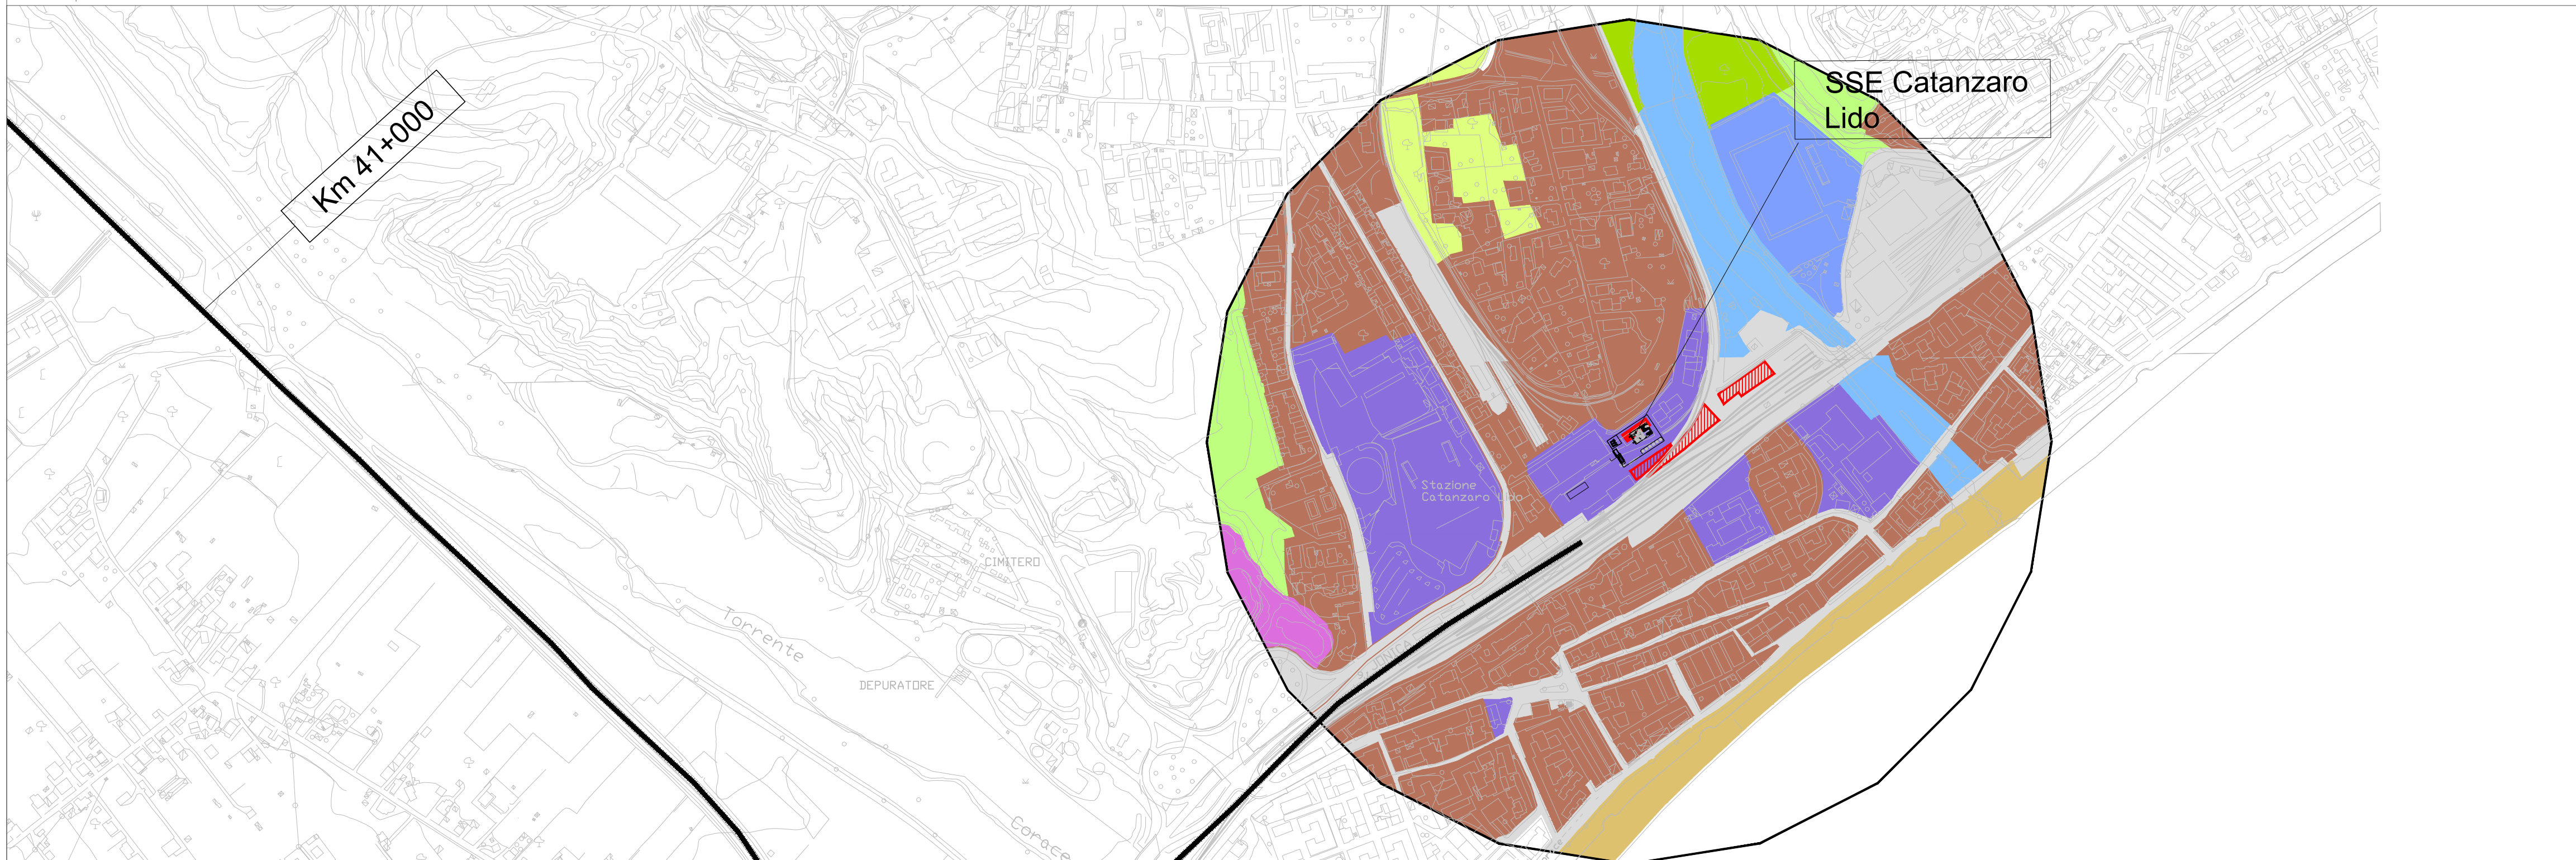 Km 41+000
SSE Catanzaro
Lido
Stazione
Catanzaro Lido
CIMITERO
Torrente
DEPURATORE
Corace